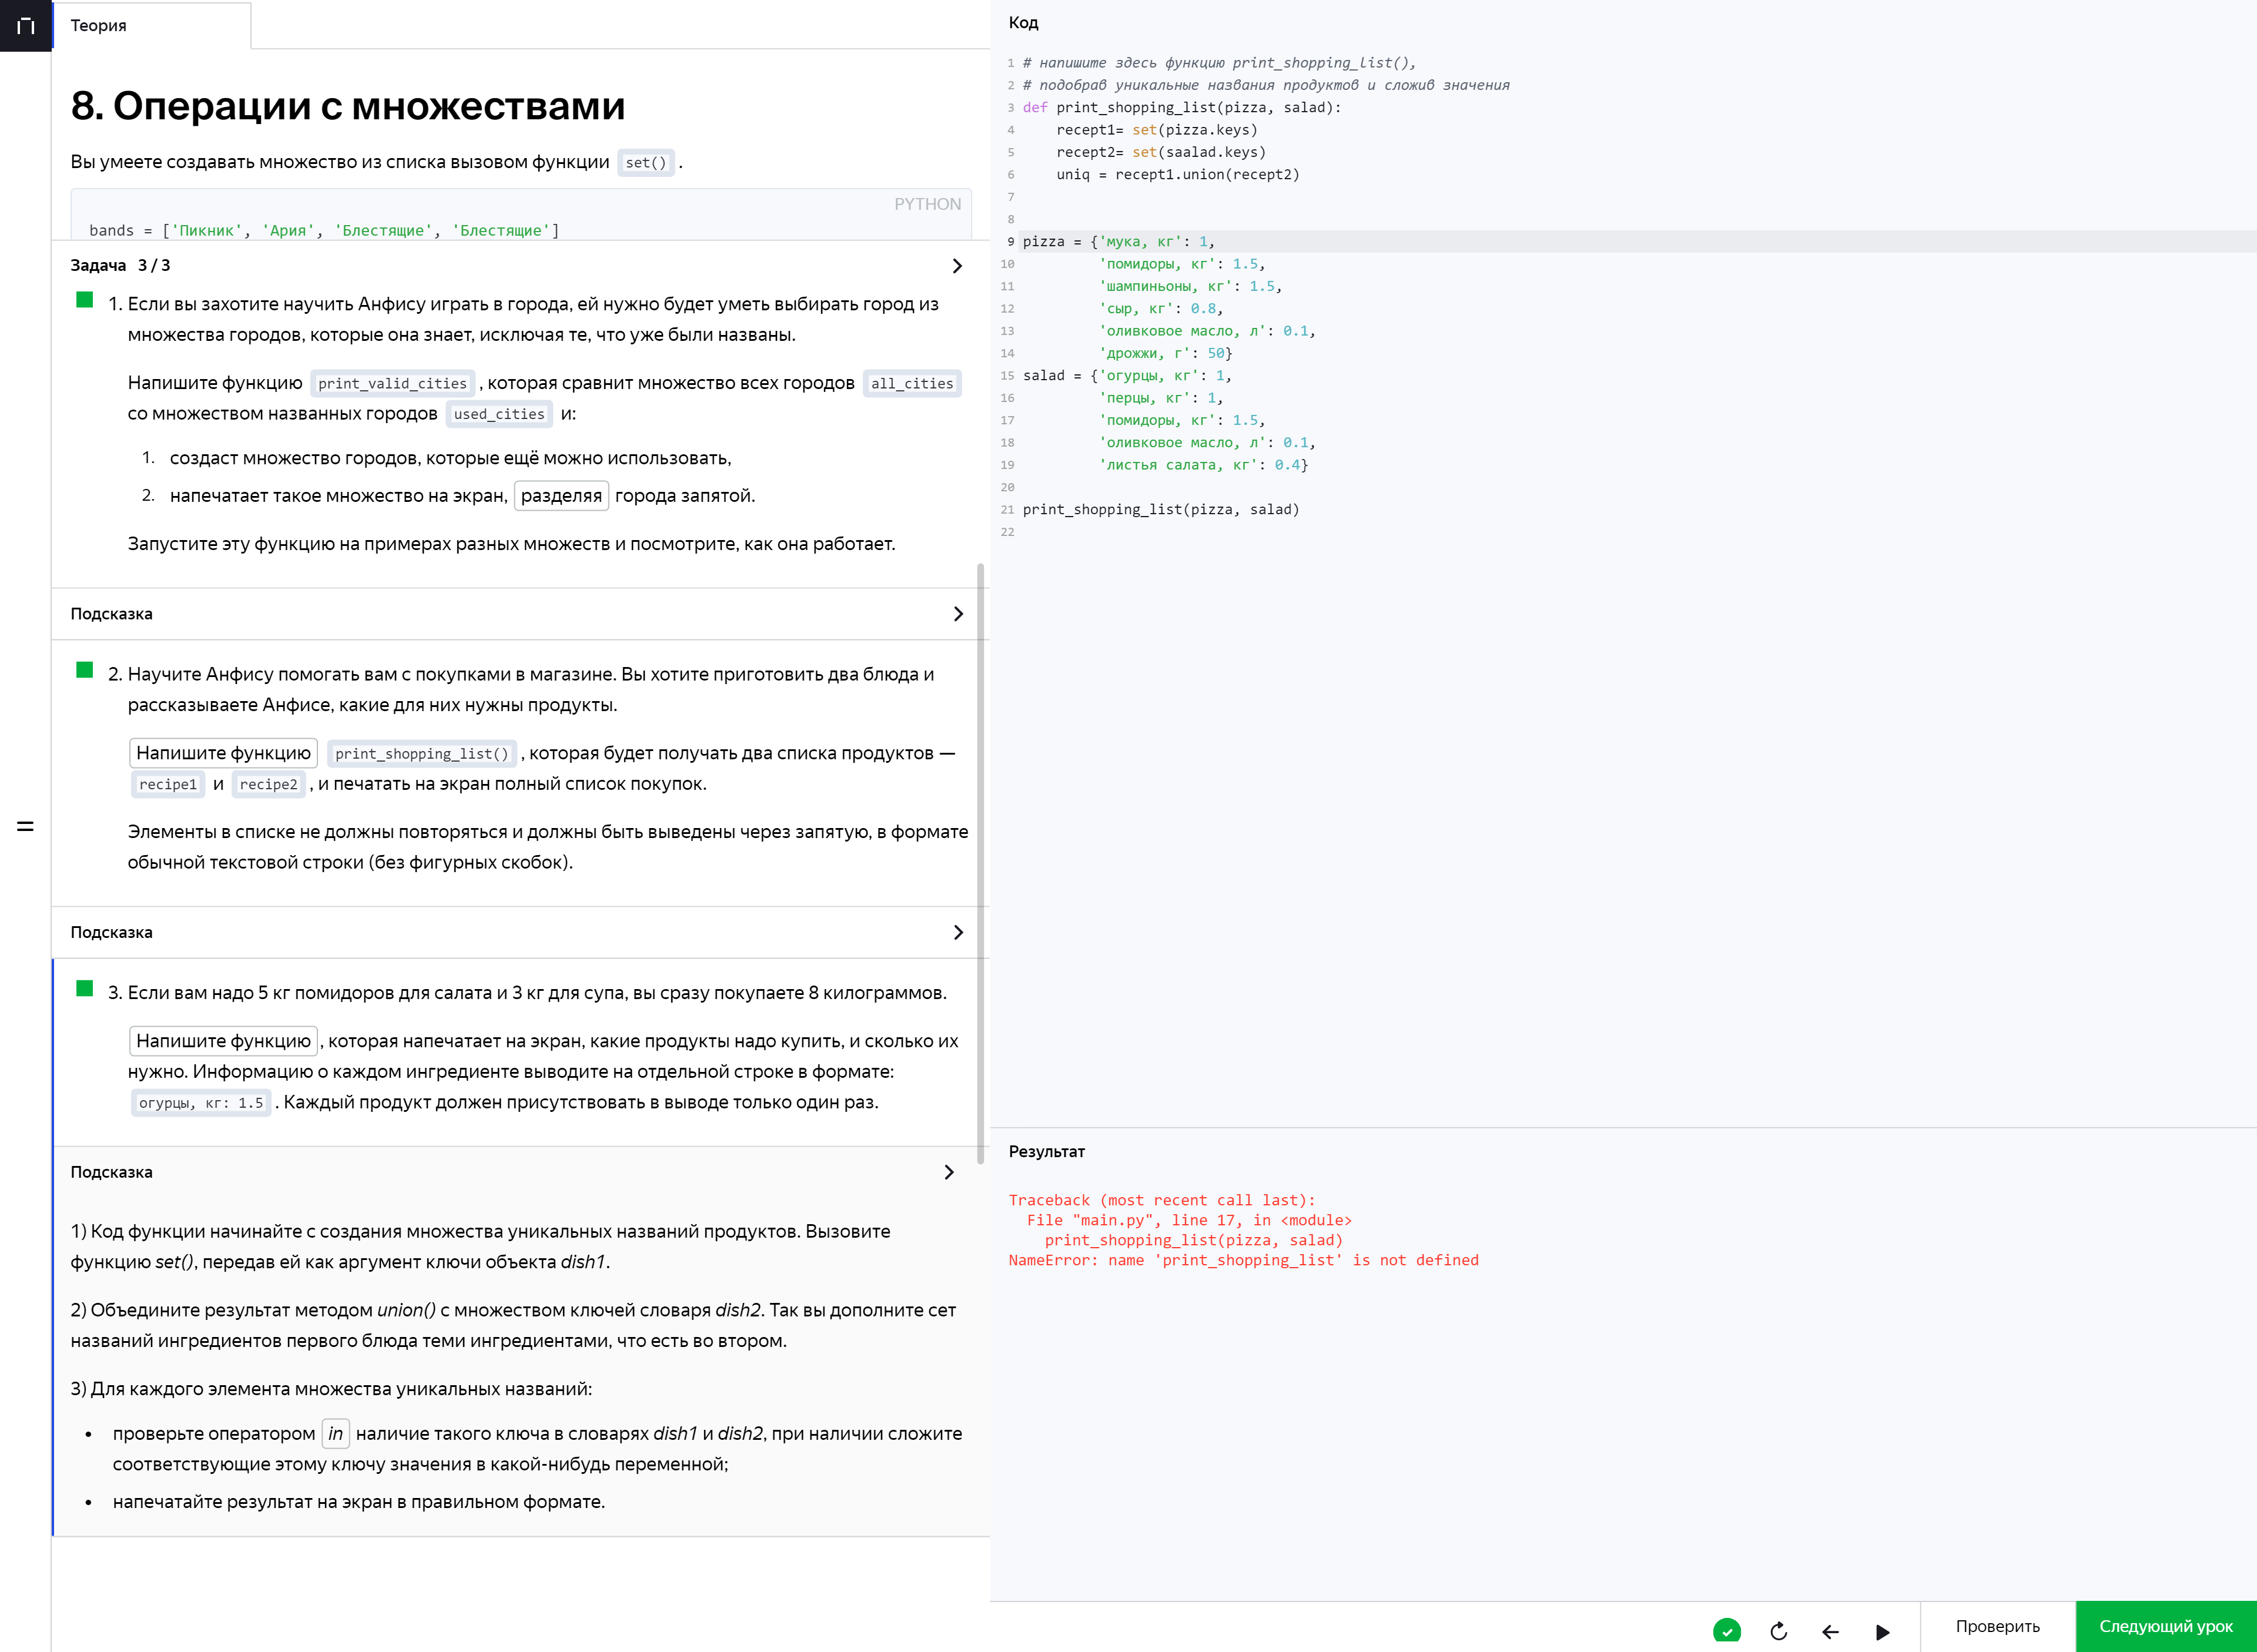 Теория
8. Операции с множествами
Вы умеете создавать множество из списка вызовом функции set() .
PYTHON
bands = ['Пикник', 'Ария', 'Блестящие', 'Блестящие']
Задача 3 / 3
1. Если вы захотите научить Анфису играть в города, ей нужно будет уметь выбирать город из
множества городов, которые она знает, исключая те, что уже были названы.
Напишите функцию print_valid_cities , которая сравнит множество всех городов all_cities
со множеством названных городов used_cities и:
1. создаст множество городов, которые ещё можно использовать,
2. напечатает такое множество на экран, разделяя города запятой.
Запустите эту функцию на примерах разных множеств и посмотрите, как она работает.
Подсказка
2. Научите Анфису помогать вам с покупками в магазине. Вы хотите приготовить два блюда и
рассказываете Анфисе, какие для них нужны продукты.
Напишите функцию print_shopping_list() , которая будет получать два списка продуктов —
recipe1 и recipe2 , и печатать на экран полный список покупок.
Элементы в списке не должны повторяться и должны быть выведены через запятую, в формате
обычной текстовой строки (без фигурных скобок).
Подсказка
3. Если вам надо 5 кг помидоров для салата и 3 кг для супа, вы сразу покупаете 8 килограммов.
Напишите функцию , которая напечатает на экран, какие продукты надо купить, и сколько их
нужно. Информацию о каждом ингредиенте выводите на отдельной строке в формате:
огурцы, кг: 1.5 . Каждый продукт должен присутствовать в выводе только один раз.
Подсказка
1) Код функции начинайте с создания множества уникальных названий продуктов. Вызовите
функцию set(), передав ей как аргумент ключи объекта dish1.
2) Объедините результат методом union() с множеством ключей словаря dish2. Так вы дополните сет
названий ингредиентов первого блюда теми ингредиентами, что есть во втором.
3) Для каждого элемента множества уникальных названий:
• проверьте оператором in наличие такого ключа в словарях dish1 и dish2, при наличии сложите
соответствующие этому ключу значения в какой-нибудь переменной;
• напечатайте результат на экран в правильном формате.
Код
1 # напишите здесь функцию print_shopping_list(),
2 # подобрав уникальные названия продуктов и сложив значения
3 def print_shopping_list(pizza, salad):
4     recept1= set(pizza.keys)
5     recept2= set(saalad.keys)
6     uniq = recept1.union(recept2)
7
8
9 pizza = {'мука, кг': 1,
10          'помидоры, кг': 1.5,
11          'шампиньоны, кг': 1.5,
12          'сыр, кг': 0.8,
13          'оливковое масло, л': 0.1,
14          'дрожжи, г': 50}
15 salad = {'огурцы, кг': 1,
16          'перцы, кг': 1,
17          'помидоры, кг': 1.5,
18          'оливковое масло, л': 0.1,
19          'листья салата, кг': 0.4}
20
21 print_shopping_list(pizza, salad)
22
Результат
Traceback (most recent call last):
  File "main.py", line 17, in <module>
    print_shopping_list(pizza, salad)
NameError: name 'print_shopping_list' is not defined
Проверить
Следующий урок